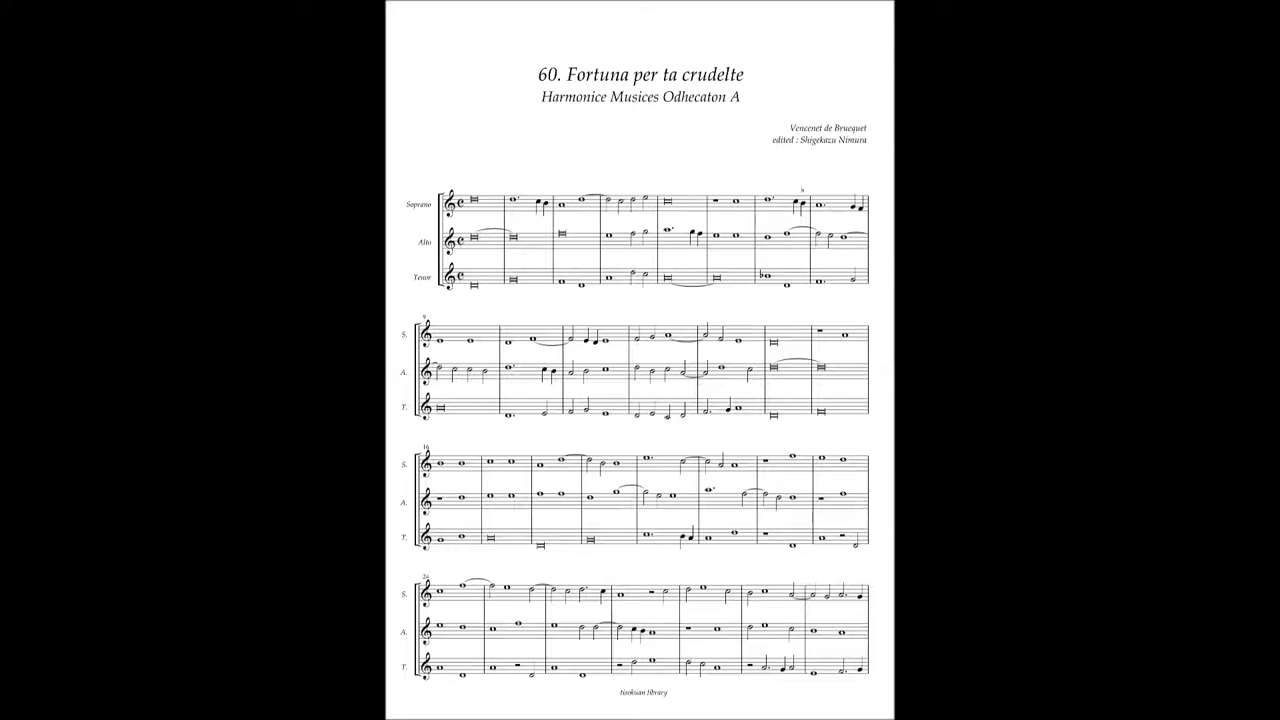 60. Fortuna per ta crudelte
Harmonice Musices Odhecaton A
Vencenet de Bruequet
edited : Shigekazu Nimura
Soprano
Alto
Tenor
9
S.
A.
T.
16
S.
A.
T.
24
S.
A.
T.
tisokuan library